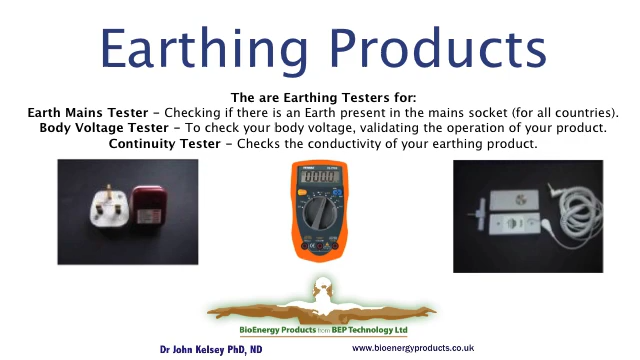 Earthing Products
The are Earthing Testers for:
Earth Mains Tester – Checking if there is an Earth present in the mains socket (for all countries).
Body Voltage Tester – To check your body voltage, validating the operation of your product.
Continuity Tester – Checks the conductivity of your earthing product.
0000
BioEnergy Products from BEP Technology Ltd
Dr John Kelsey PhD, ND
www.bioenergyproducts.co.uk